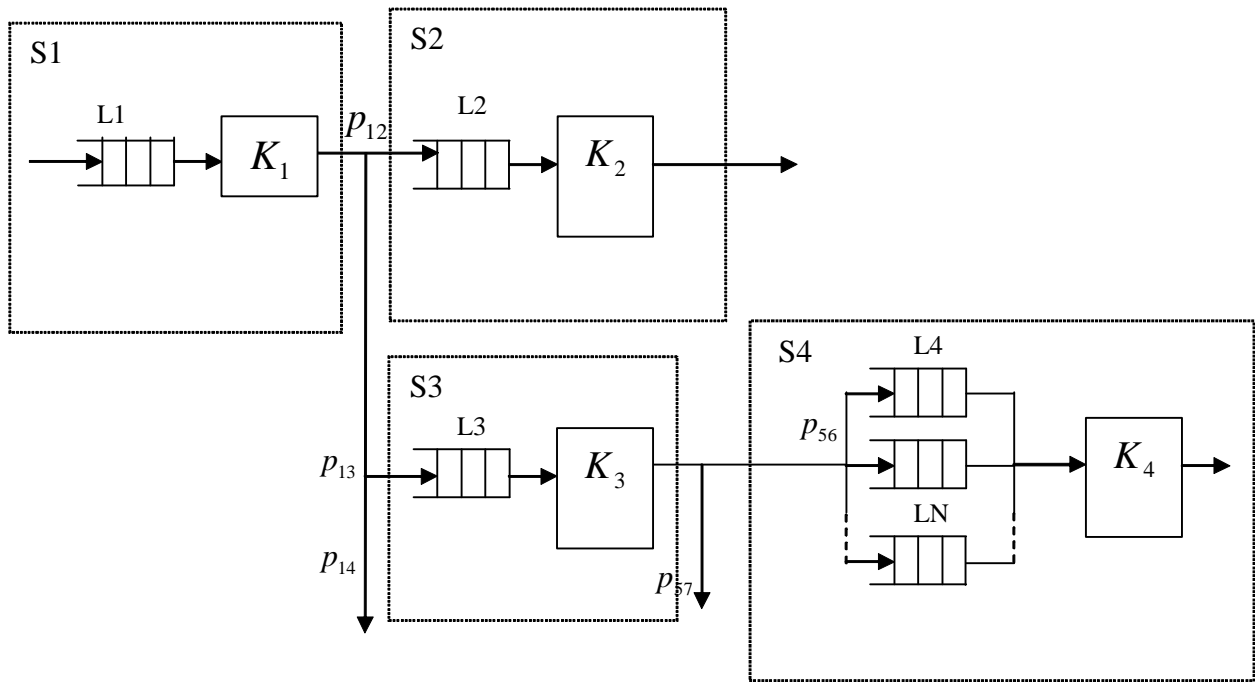 S1
L1
K₁
p₁₂
S2
L2
K₂
S3
L3
K₃
p₁₃
p₁₄
p₅₇
S4
L4
p₅₆
LN
K₄